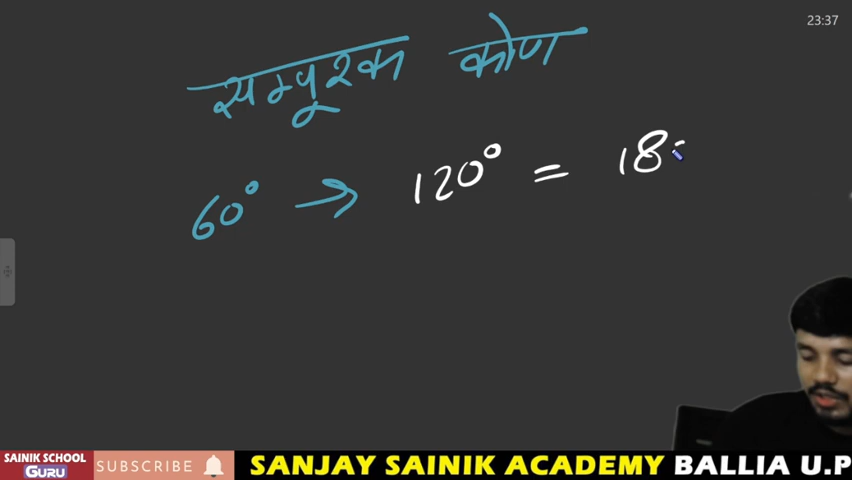 23:37
सम्पूरक कोण
60° → 120° = 18
SAINIK SCHOOL GURU SUBSCRIBE SANJAY SAINIK ACADEMY BALLIA U.P